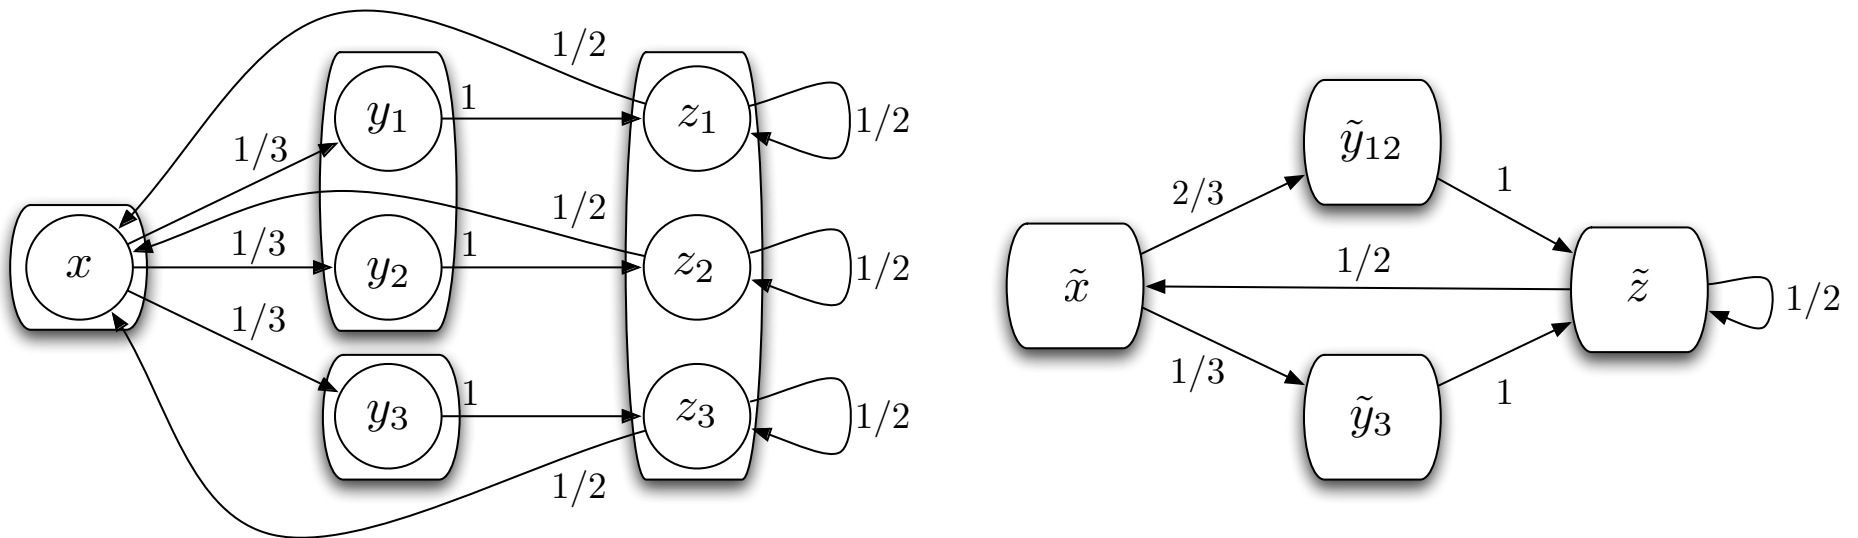 1/2
y₁ 1 z₁ 1/2
1/3
1/2
x 1/3 y₂ 1 z₂ 1/2
1/3
y₃ 1 z₃ 1/2
1/2
ỹ₁₂
2/3 1
x̃ 1/2 z̃ 1/2
1/3 1
ỹ₃